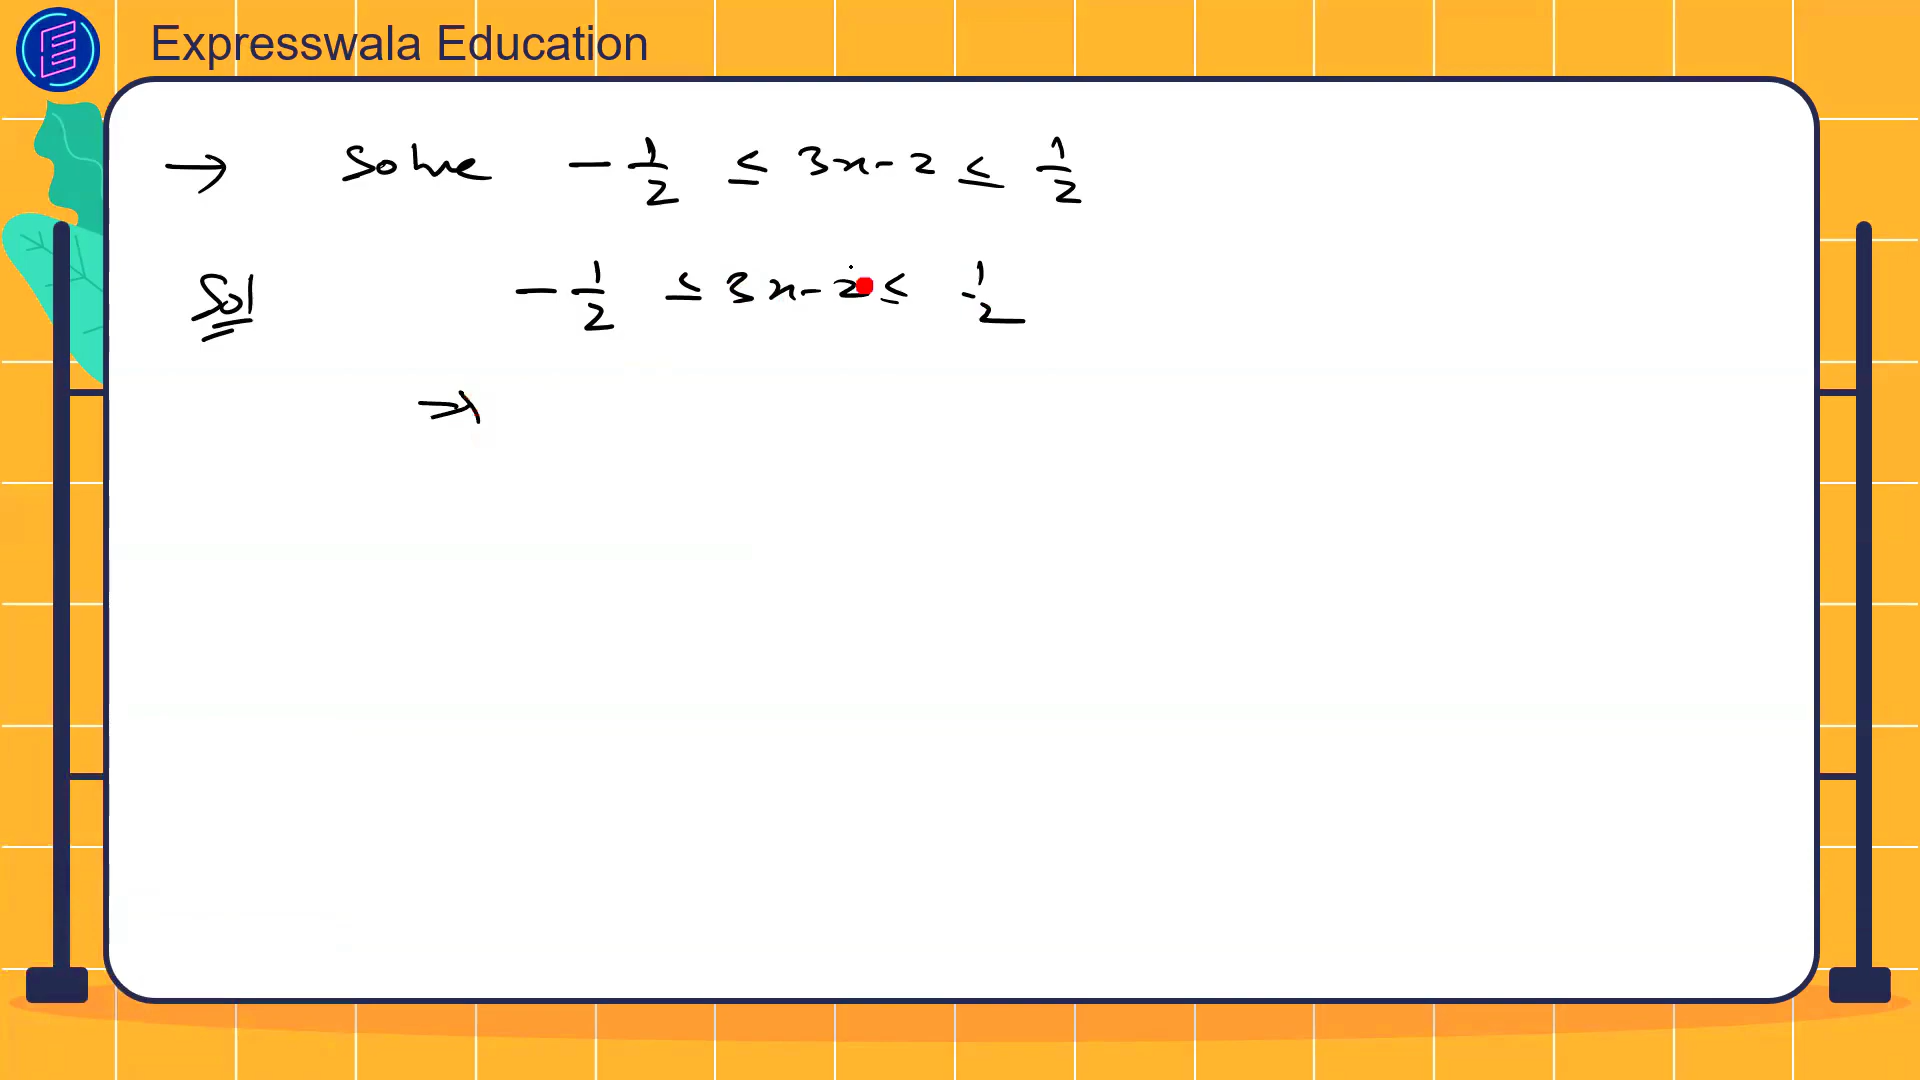 Expresswala Education
→ Solve -1/2 ≤ 3x-2 ≤ 1/2
Sol -1/2 ≤ 3x-2 ≤ 1/2
⇒